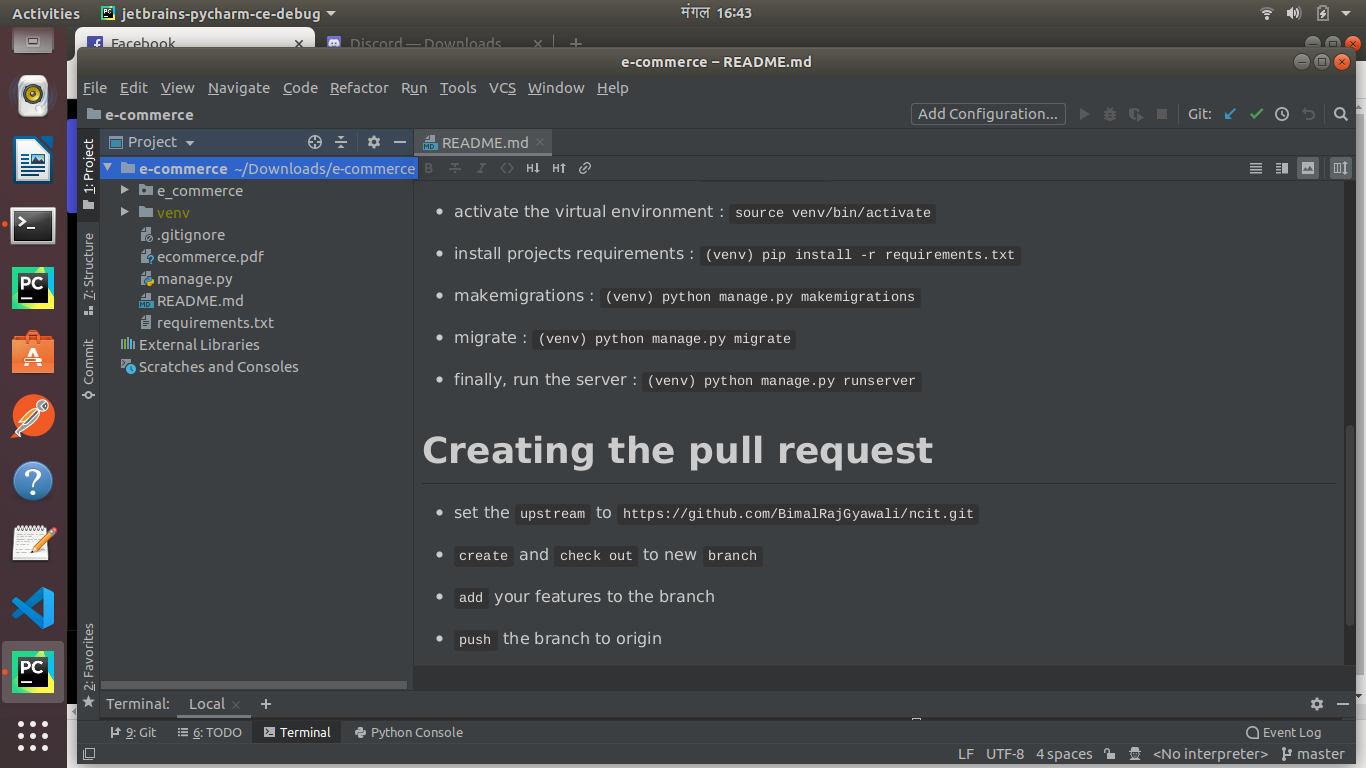 Activities jetbrains-pycharm-ce-debug मंगल 16:43
Facebook Discord — Downloads
e-commerce – README.md
File Edit View Navigate Code Refactor Run Tools VCS Window Help
e-commerce Add Configuration... Git:
1: Project Project README.md
e-commerce ~/Downloads/e-commerce B I <> H↓ H↑
e_commerce
venv
.gitignore
ecommerce.pdf
manage.py
README.md
requirements.txt
External Libraries
Scratches and Consoles
7: Structure
Commit
2: Favorites
• activate the virtual environment : source venv/bin/activate
• install projects requirements : (venv) pip install -r requirements.txt
• makemigrations : (venv) python manage.py makemigrations
• migrate : (venv) python manage.py migrate
• finally, run the server : (venv) python manage.py runserver
Creating the pull request
• set the upstream to https://github.com/BimalRajGyawali/ncit.git
• create and check out to new branch
• add your features to the branch
• push the branch to origin
Terminal: Local +
9: Git 6: TODO Terminal Python Console Event Log
LF UTF-8 4 spaces <No interpreter> master
PC
PC